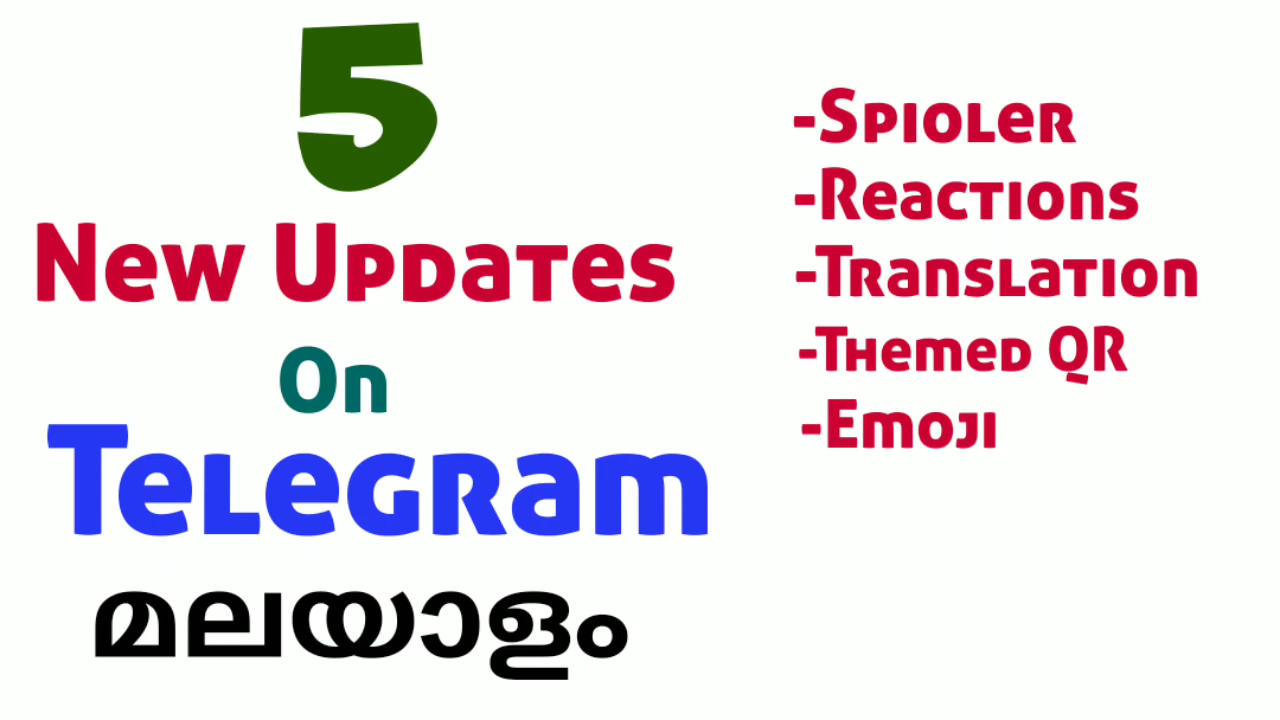 5
New Updates
On
Telegram
മലയാളം
-Spioler
-Reactions
-Translation
-Themed QR
-Emoji